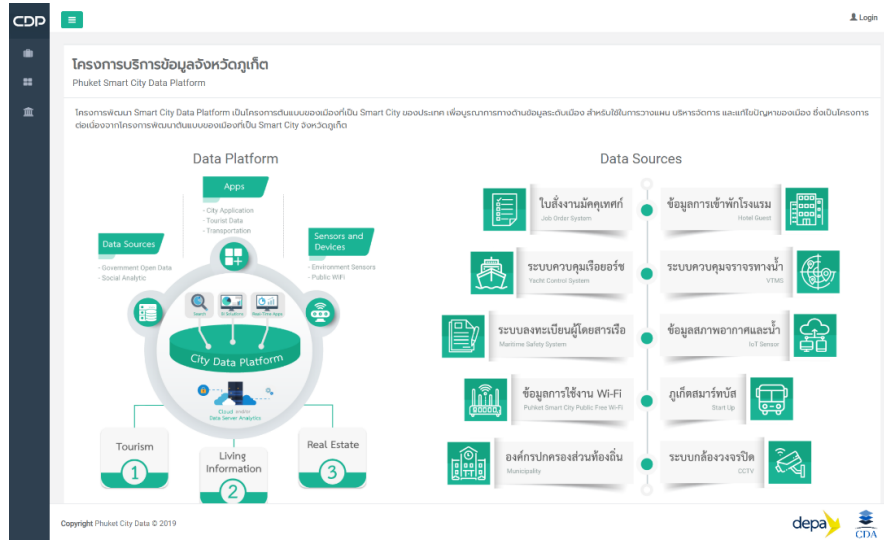 CDP
Login
โครงการบริการข้อมูลจังหวัดภูเก็ต
Phuket Smart City Data Platform
โครงการพัฒนา Smart City Data Platform เป็นโครงการต้นแบบของเมืองที่เป็น Smart City ของประเทศ เพื่อบูรณาการทางด้านข้อมูลระดับเมือง สำหรับใช้ในการวางแผน บริหารจัดการ และแก้ไขปัญหาของเมือง ซึ่งเป็นโครงการ
ต่อเนื่องจากโครงการพัฒนาต้นแบบของเมืองที่เป็น Smart City จังหวัดภูเก็ต
Data Platform
Apps
- City Application
- Tourist Data
- Transportation
Data Sources
- Government Open Data
- Social Analytic
Sensors and
Devices
- Environment Sensors
- Public WiFi
Search
BI Solutions
Real-Time Apps
City Data Platform
Cloud
Data Server Analytics
Tourism
1
Living
Information
2
Real Estate
3
Data Sources
ใบสั่งงานมัคคุเทศก์
Job Order System
ข้อมูลการเข้าพักโรงแรม
Hotel Guest
ระบบควบคุมเรือยอร์ช
Yacht Control System
ระบบควบคุมจราจรทางน้ำ
VTMS
ระบบลงทะเบียนผู้โดยสารเรือ
Maritime Safety System
ข้อมูลสภาพอากาศและน้ำ
IoT Sensor
ข้อมูลการใช้งาน Wi-Fi
Puhket Smart City Public Free Wi-Fi
ภูเก็ตสมาร์ทบัส
Start Up
องค์กรปกครองส่วนท้องถิ่น
Municipality
ระบบกล้องวงจรปิด
CCTV
Copyright Phuket City Data © 2019
depa
CDA